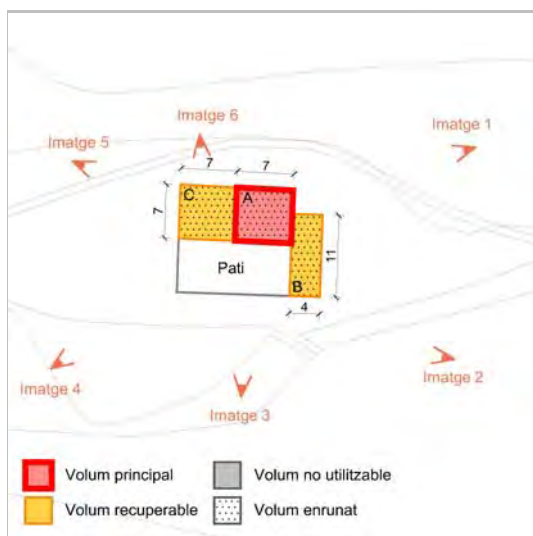 Imatge 6
Imatge 1
Imatge 5
7
7
C
A
7
11
Pati
B
4
Imatge 2
Imatge 4
Imatge 3
Volum principal
Volum no utilitzable
Volum recuperable
Volum enrunat